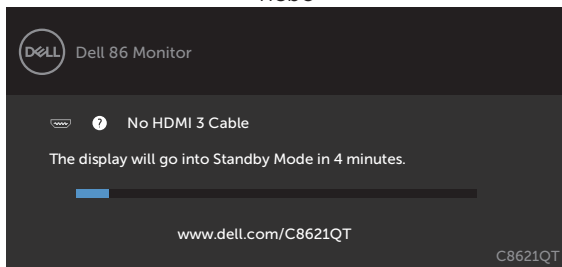 DELL
Dell 86 Monitor
? No HDMI 3 Cable
The display will go into Standby Mode in 4 minutes.
www.dell.com/C8621QT
C8621QT